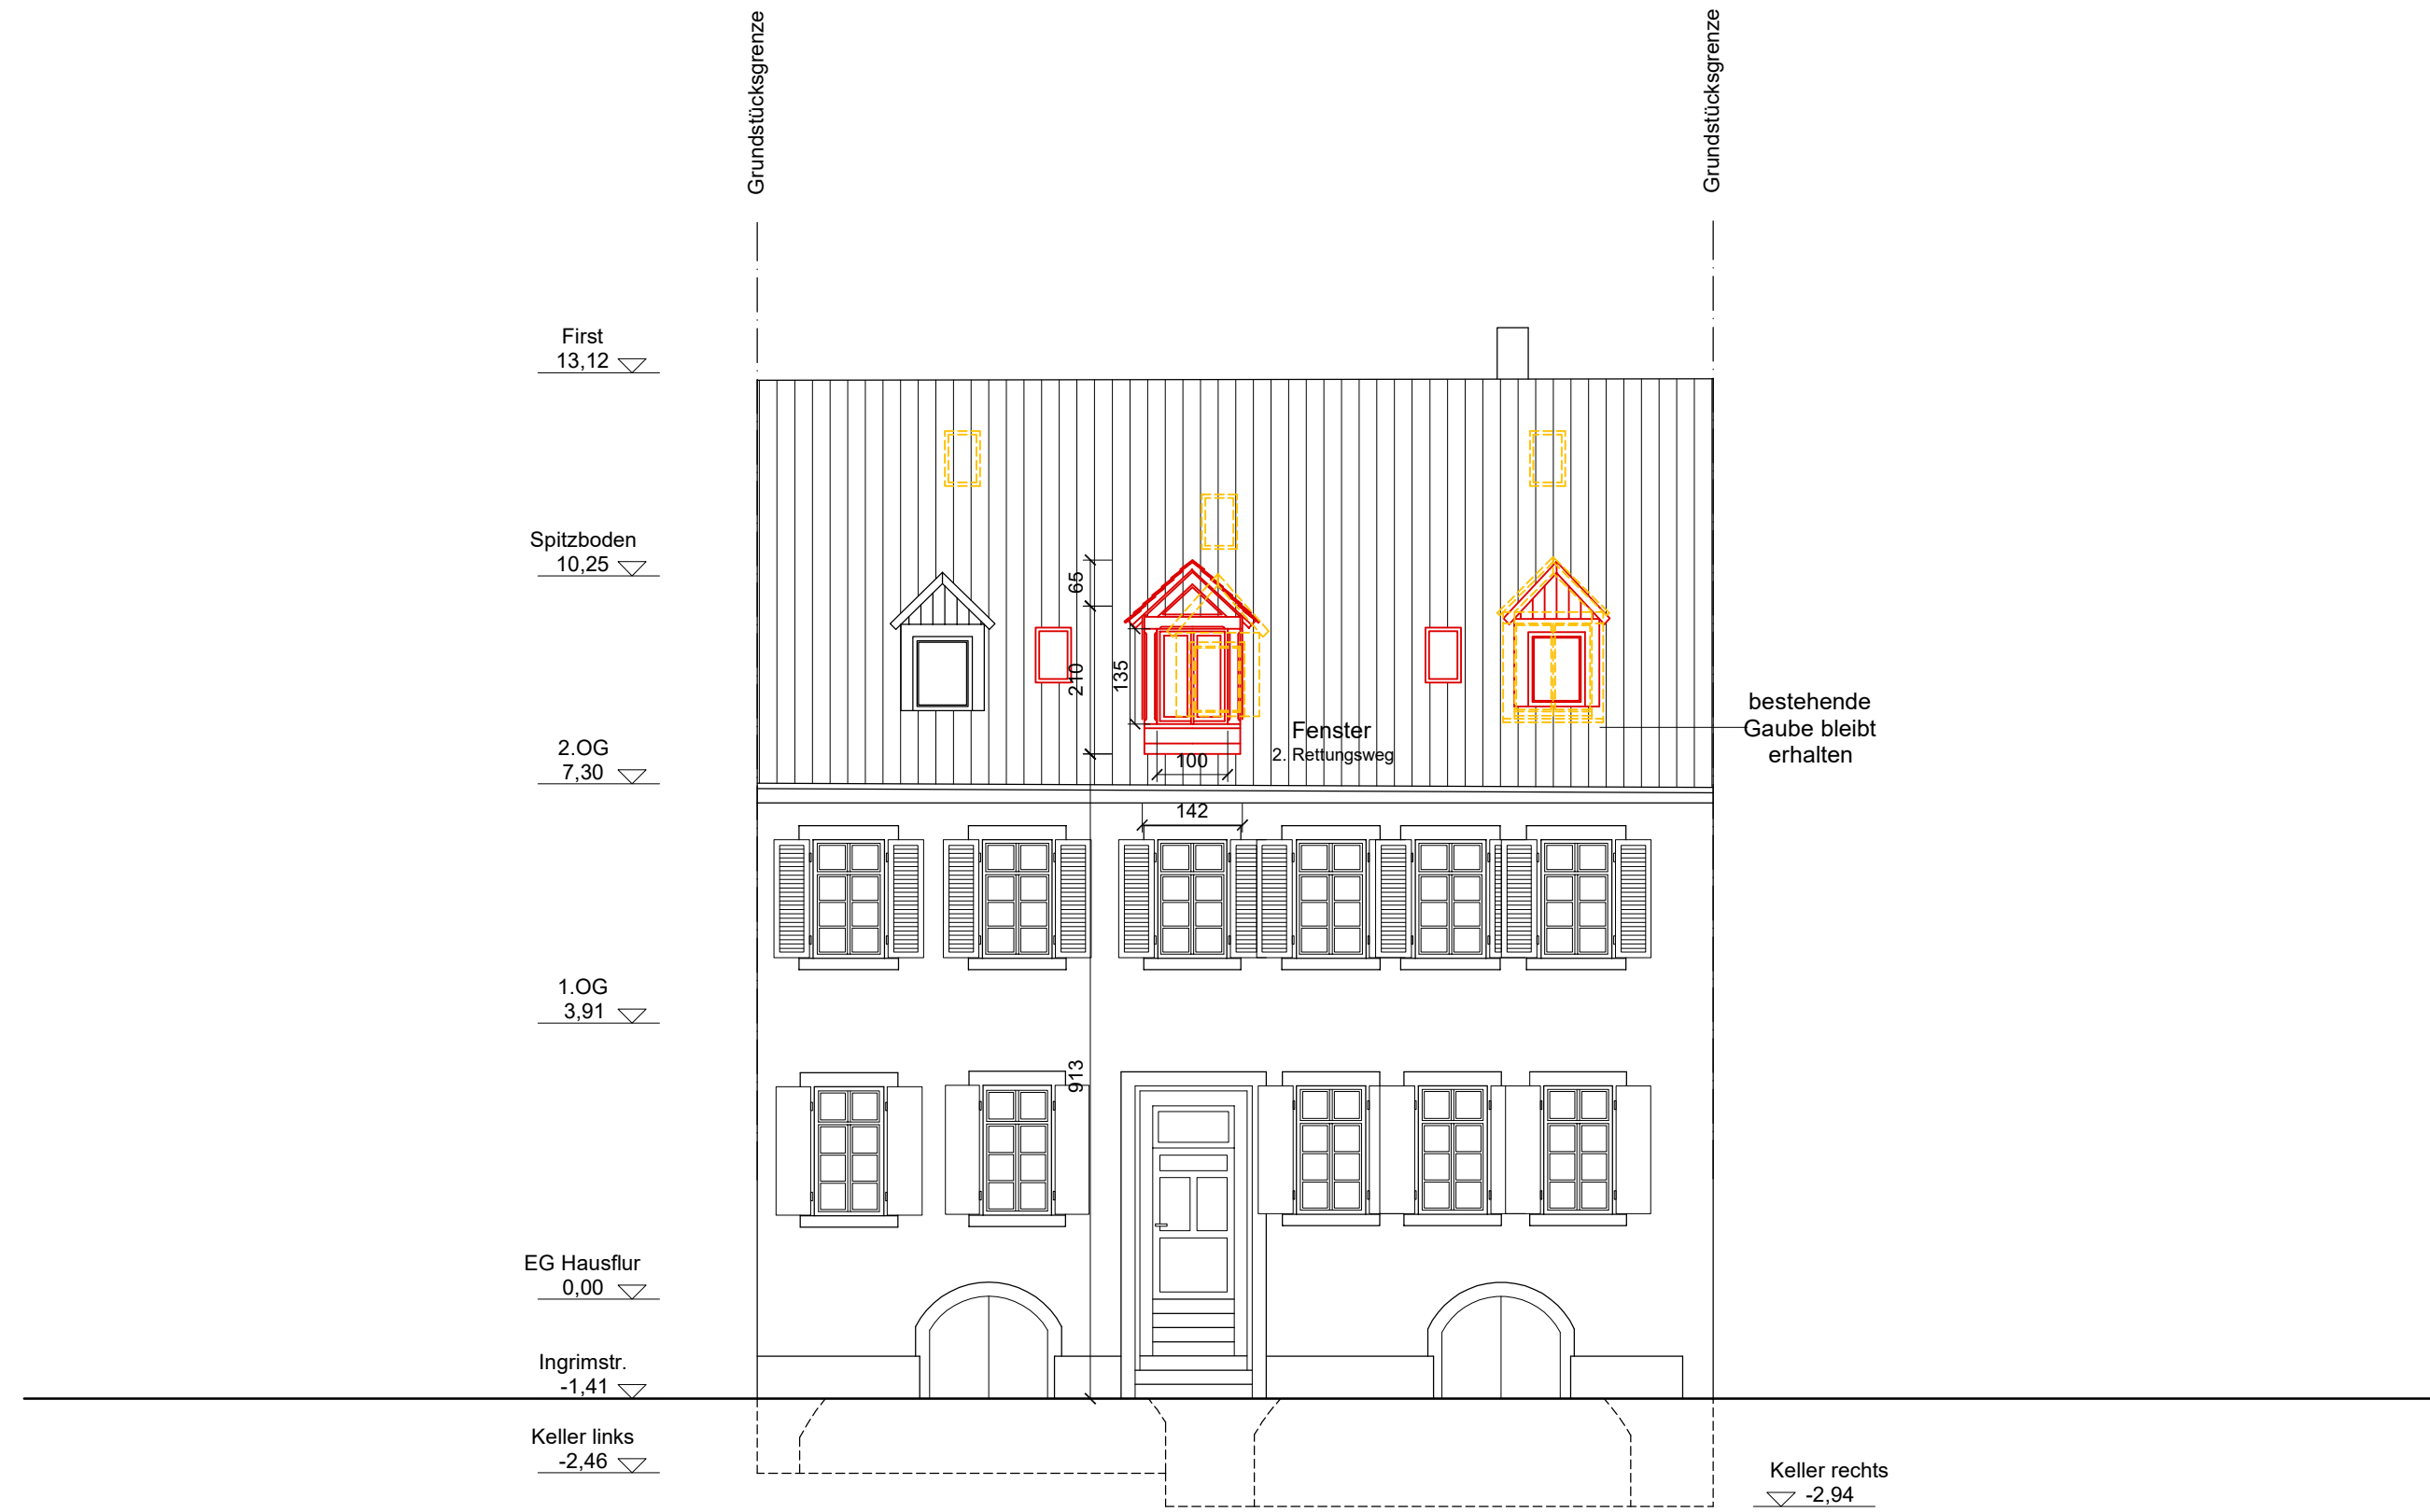 Grundstücksgrenze
Grundstücksgrenze
First
13,12
Spitzboden
10,25
65
210
135
bestehende
Gaube bleibt
erhalten
Fenster
2. Rettungsweg
2.OG
7,30
100
142
1.OG
3,91
913
EG Hausflur
0,00
Ingrimstr.
-1,41
Keller links
-2,46
Keller rechts
-2,94